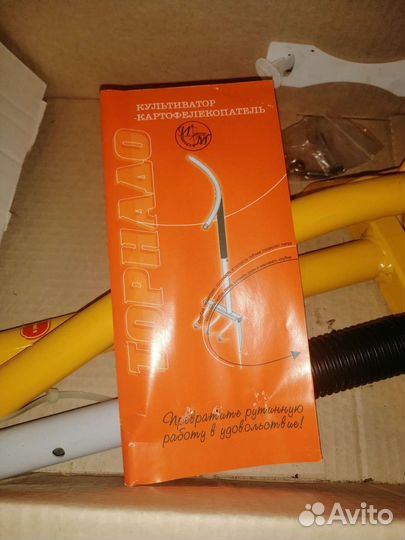 КУЛЬТИВАТОР
-КАРТОФЕЛЕКОПАТЕЛЬ
ТОРНАДО
Превратите рутинную
работу в удовольствие!
Avito